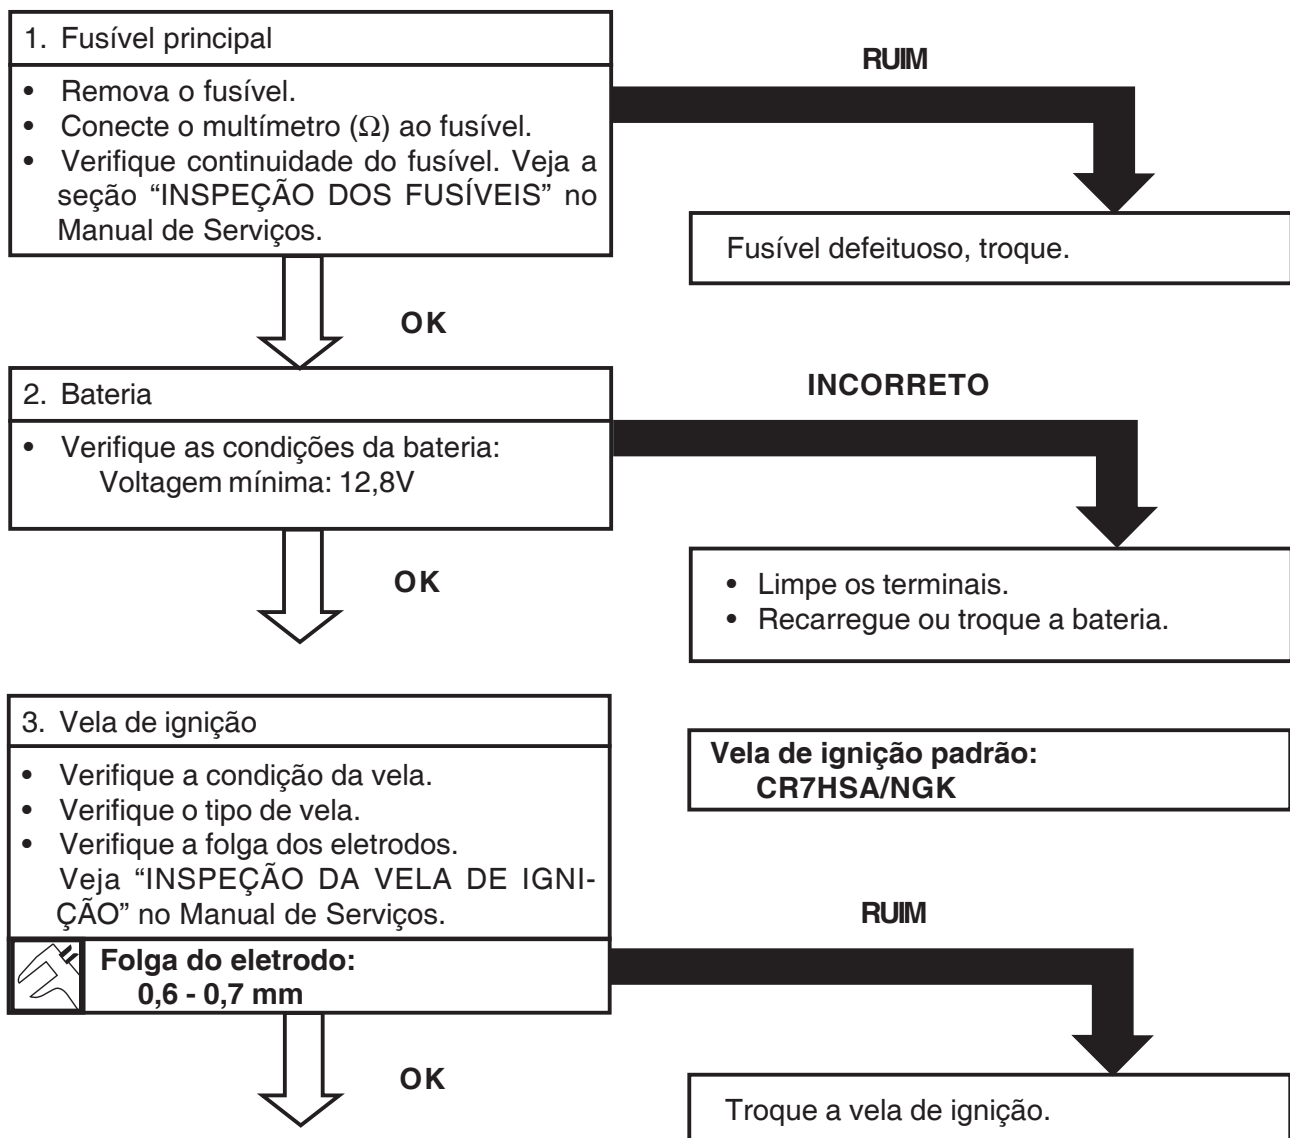 1. Fusível principal
• Remova o fusível.
• Conecte o multímetro (Ω) ao fusível.
• Verifique continuidade do fusível. Veja a
seção “INSPEÇÃO DOS FUSÍVEIS” no
Manual de Serviços.
RUIM
Fusível defeituoso, troque.
OK
2. Bateria
• Verifique as condições da bateria:
Voltagem mínima: 12,8V
INCORRETO
• Limpe os terminais.
• Recarregue ou troque a bateria.
OK
3. Vela de ignição
• Verifique a condição da vela.
• Verifique o tipo de vela.
• Verifique a folga dos eletrodos.
Veja “INSPEÇÃO DA VELA DE IGNI-
ÇÃO” no Manual de Serviços.
Folga do eletrodo:
0,6 - 0,7 mm
Vela de ignição padrão:
CR7HSA/NGK
RUIM
Troque a vela de ignição.
OK